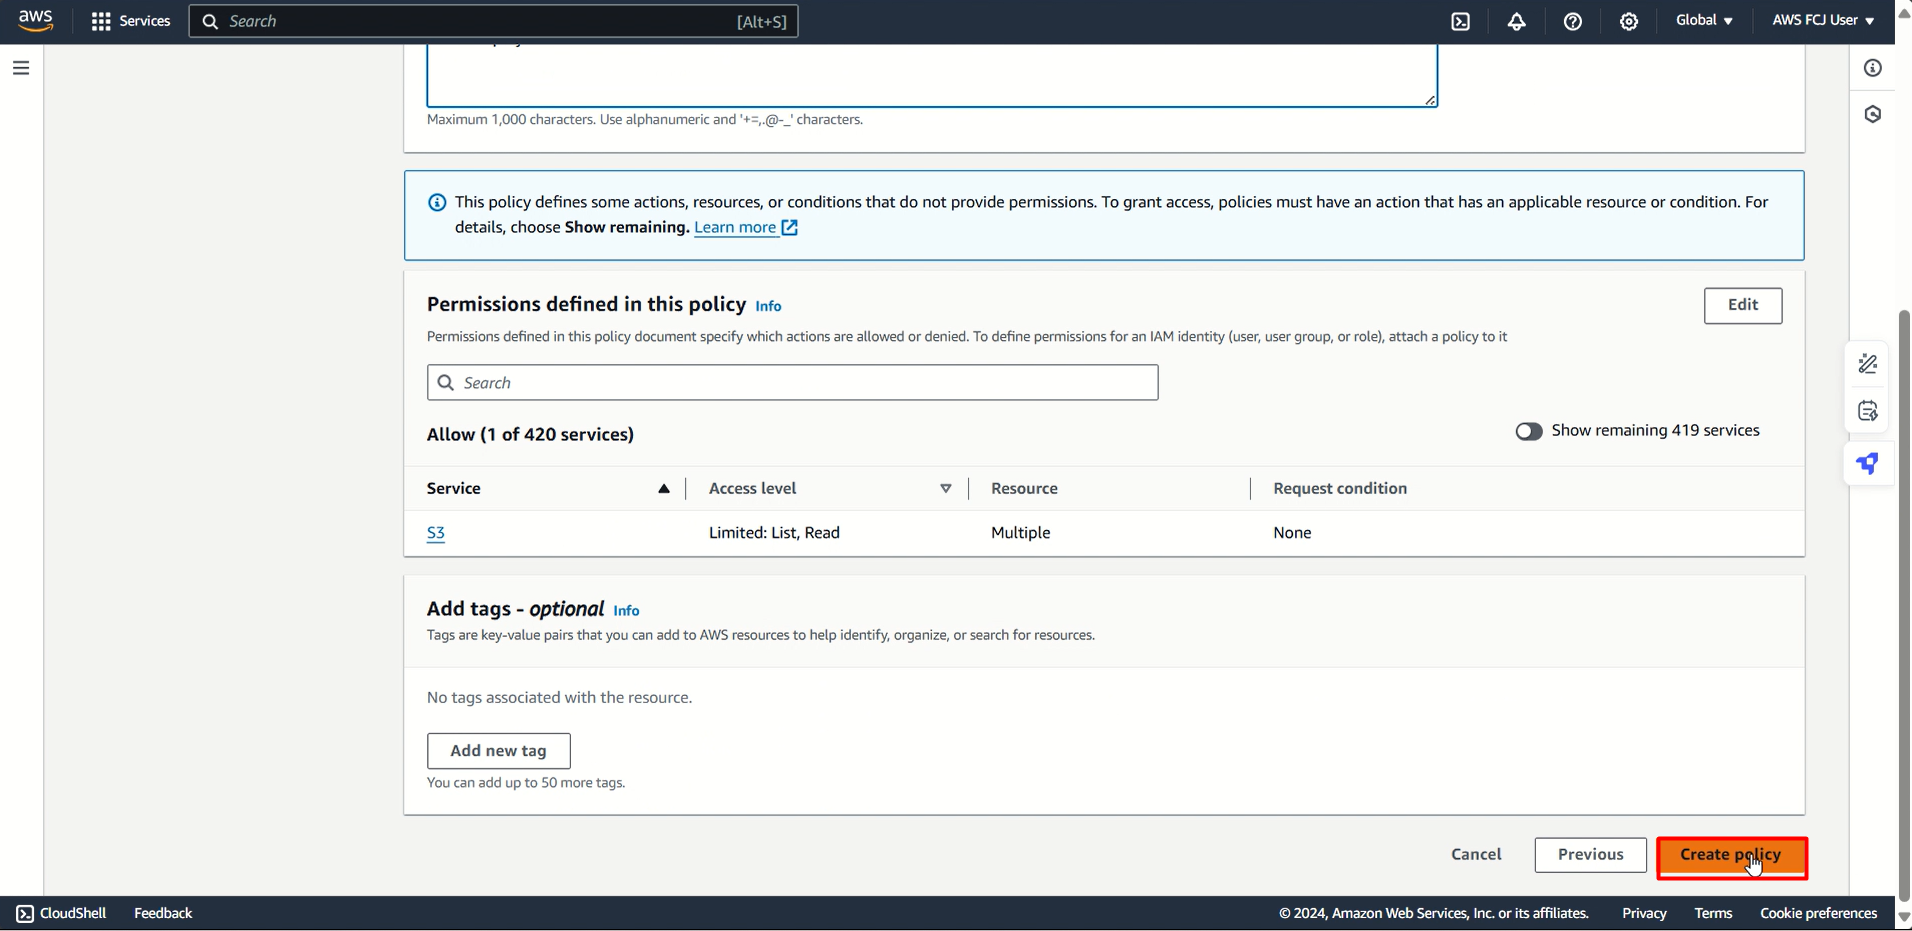 aws
Services
Search
[Alt+S]
Global
AWS FCJ User
Maximum 1,000 characters. Use alphanumeric and '+=,.@-_' characters.
This policy defines some actions, resources, or conditions that do not provide permissions. To grant access, policies must have an action that has an applicable resource or condition. For
details, choose Show remaining. Learn more
Permissions defined in this policy Info
Edit
Permissions defined in this policy document specify which actions are allowed or denied. To define permissions for an IAM identity (user, user group, or role), attach a policy to it
Search
Allow (1 of 420 services)
Show remaining 419 services
Service
Access level
Resource
Request condition
S3
Limited: List, Read
Multiple
None
Add tags - optional Info
Tags are key-value pairs that you can add to AWS resources to help identify, organize, or search for resources.
No tags associated with the resource.
Add new tag
You can add up to 50 more tags.
Cancel
Previous
Create policy
CloudShell
Feedback
© 2024, Amazon Web Services, Inc. or its affiliates.
Privacy
Terms
Cookie preferences